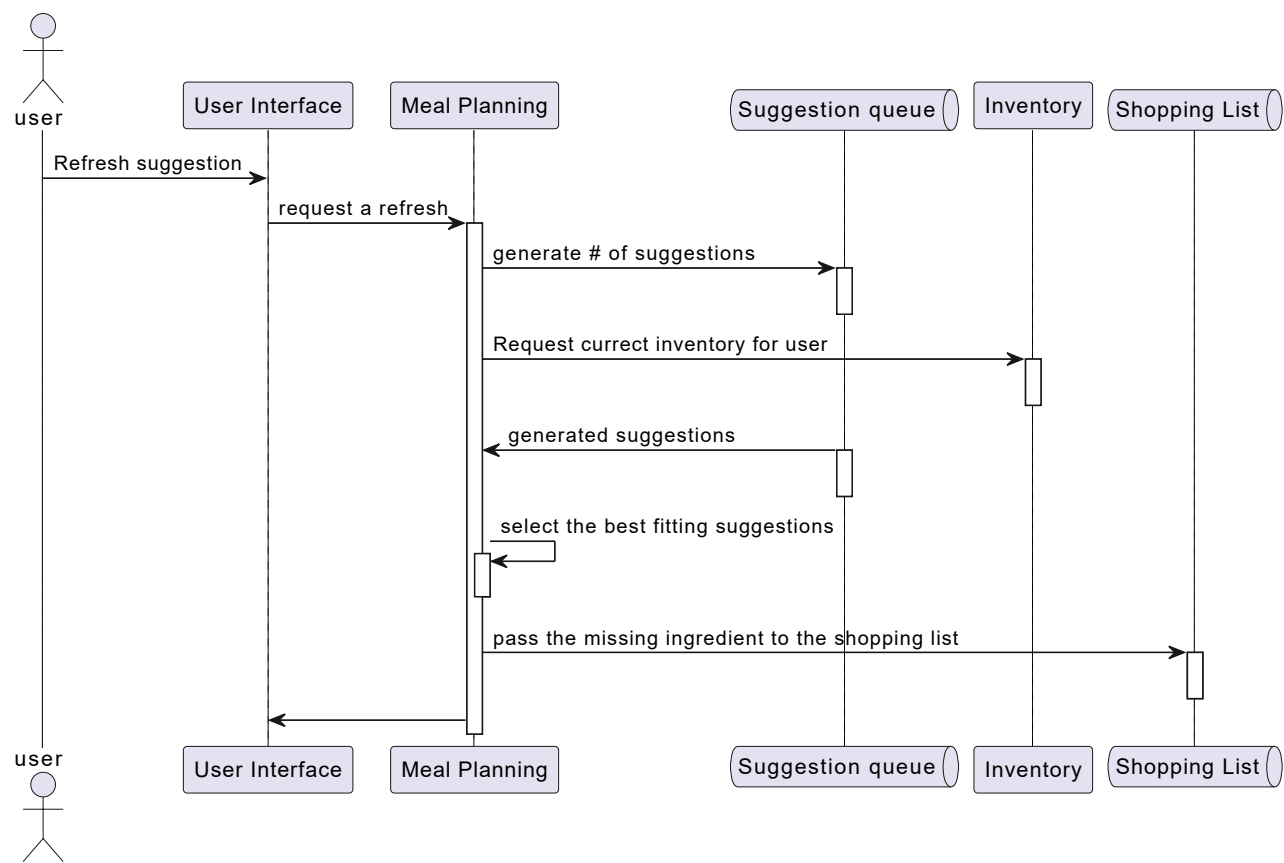 user
User Interface
Meal Planning
Suggestion queue
Inventory
Shopping List
Refresh suggestion
request a refresh
generate # of suggestions
Request currect inventory for user
generated suggestions
select the best fitting suggestions
pass the missing ingredient to the shopping list
user
User Interface
Meal Planning
Suggestion queue
Inventory
Shopping List